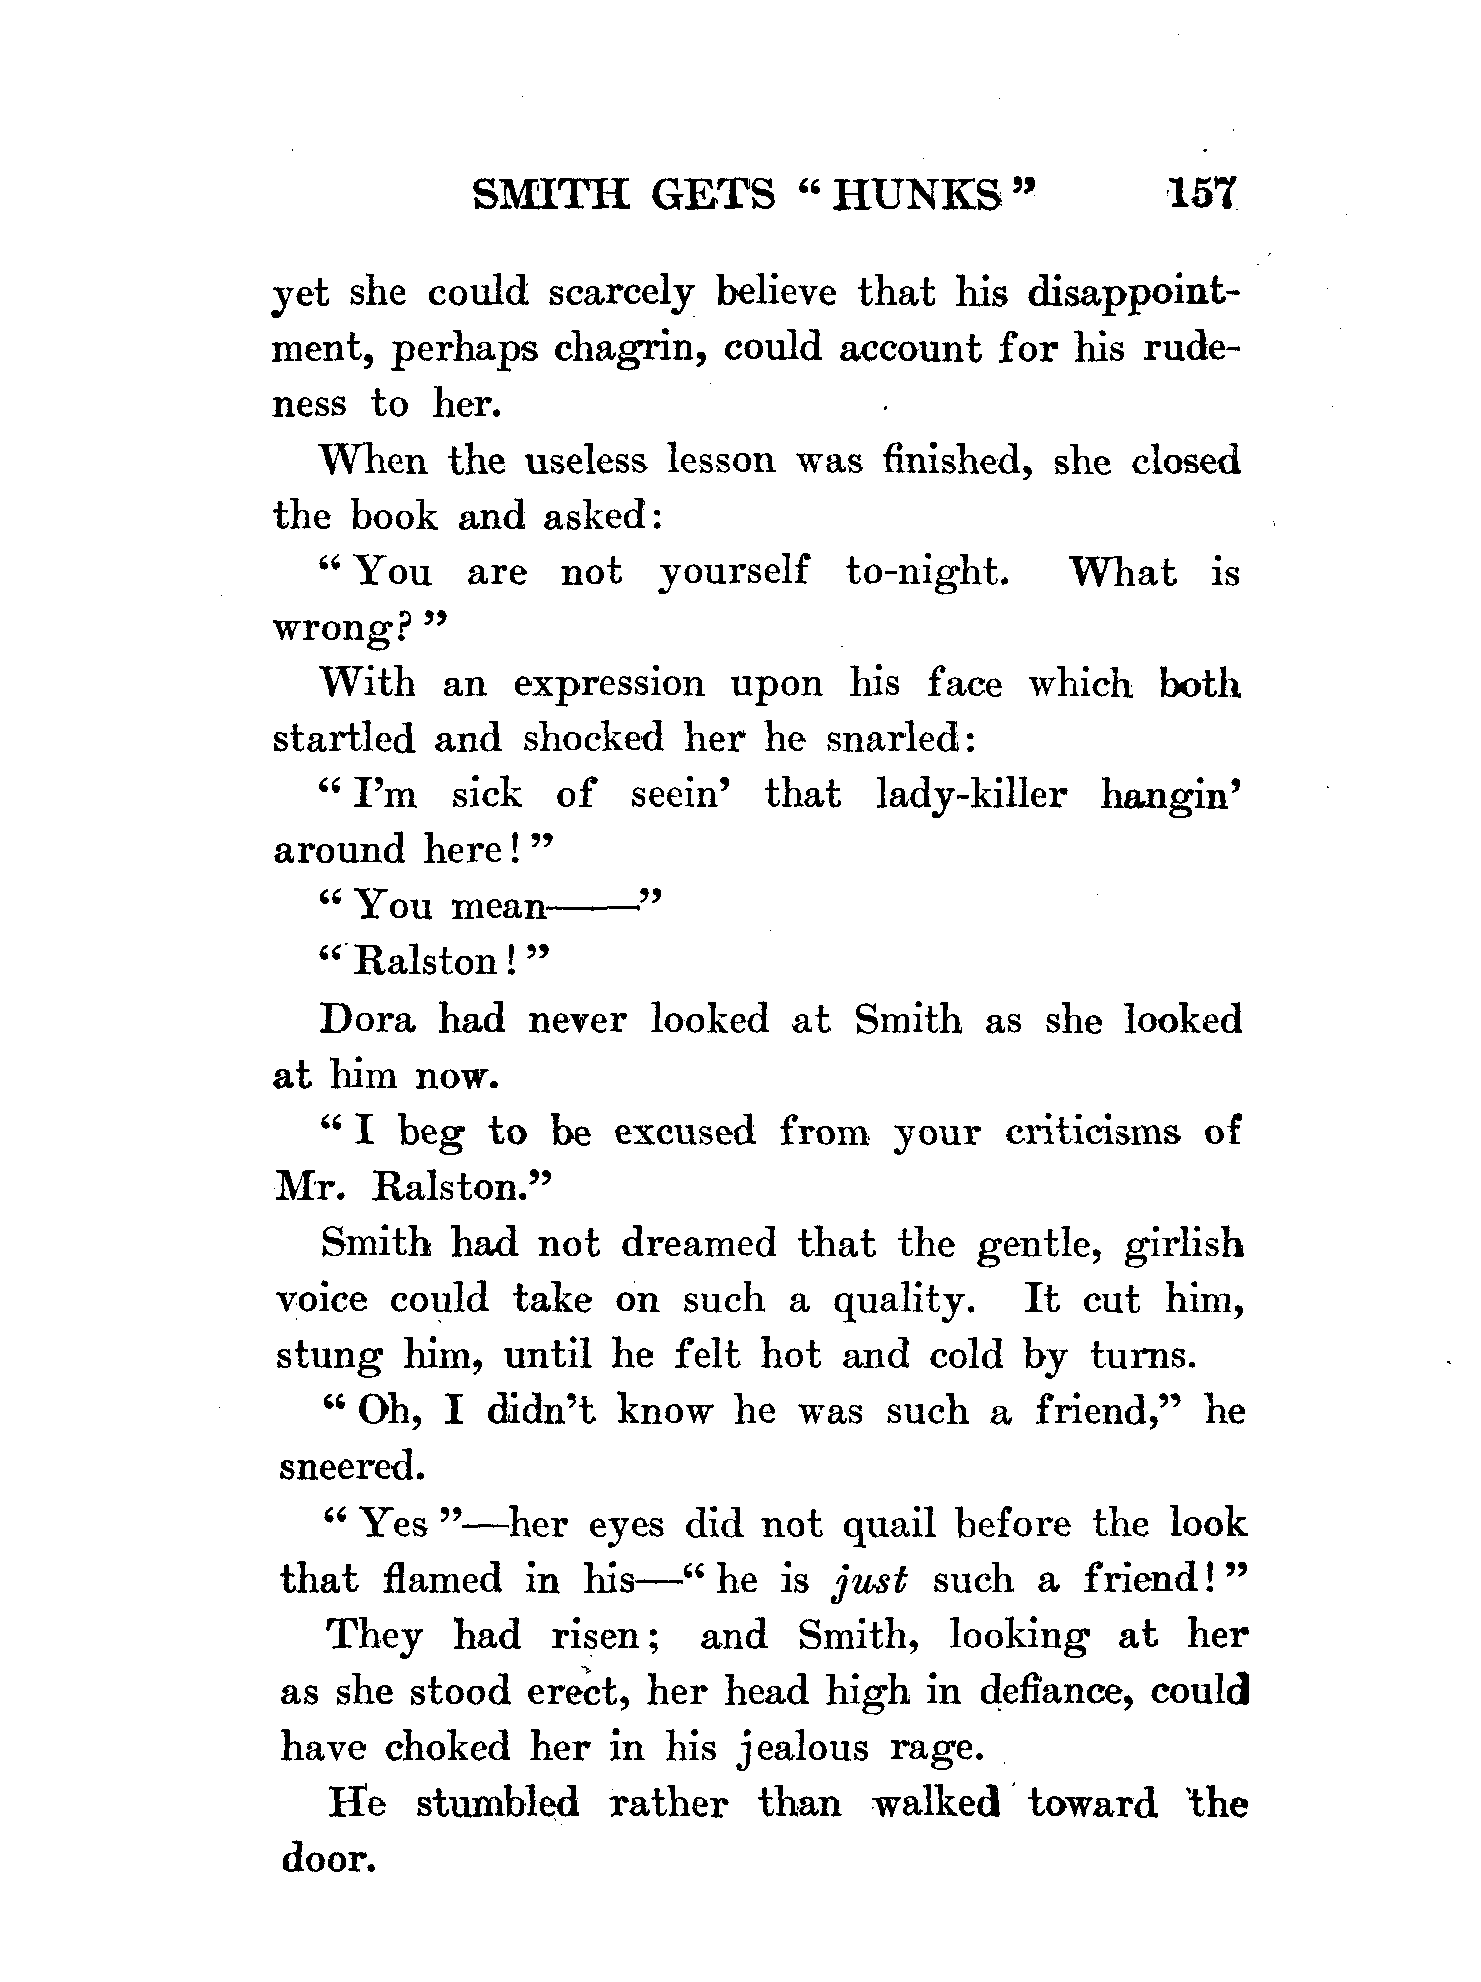 SMITH GETS “ HUNKS ” 157
yet she could scarcely believe that his disappoint-
ment, perhaps chagrin, could account for his rude-
ness to her.
When the useless lesson was finished, she closed
the book and asked:
“ You are not yourself to-night. What is
wrong? ”
With an expression upon his face which both
startled and shocked her he snarled:
“ I’m sick of seein’ that lady-killer hangin’
around here! ”
“ You mean——”
“ Ralston! ”
Dora had never looked at Smith as she looked
at him now.
“ I beg to be excused from your criticisms of
Mr. Ralston.”
Smith had not dreamed that the gentle, girlish
voice could take on such a quality. It cut him,
stung him, until he felt hot and cold by turns.
“ Oh, I didn’t know he was such a friend,” he
sneered.
“ Yes ”—her eyes did not quail before the look
that flamed in his—“ he is just such a friend! ”
They had risen; and Smith, looking at her
as she stood erect, her head high in defiance, could
have choked her in his jealous rage.
He stumbled rather than walked toward the
door.